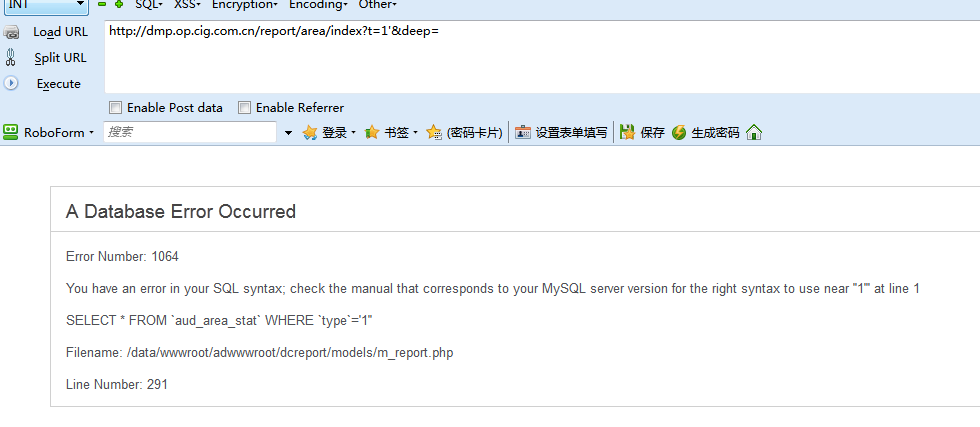 INT SQL- XSS- Encryption- Encoding- Other-
Load URL http://dmp.op.cig.com.cn/report/area/index?t=1'&deep=
Split URL
Execute
Enable Post data Enable Referrer
RoboForm 搜索 登录 书签 (密码卡片) 设置表单填写 保存 生成密码
A Database Error Occurred
Error Number: 1064
You have an error in your SQL syntax; check the manual that corresponds to your MySQL server version for the right syntax to use near ''1''' at line 1
SELECT * FROM `aud_area_stat` WHERE `type`='1''
Filename: /data/wwwroot/adwwwroot/dcreport/models/m_report.php
Line Number: 291